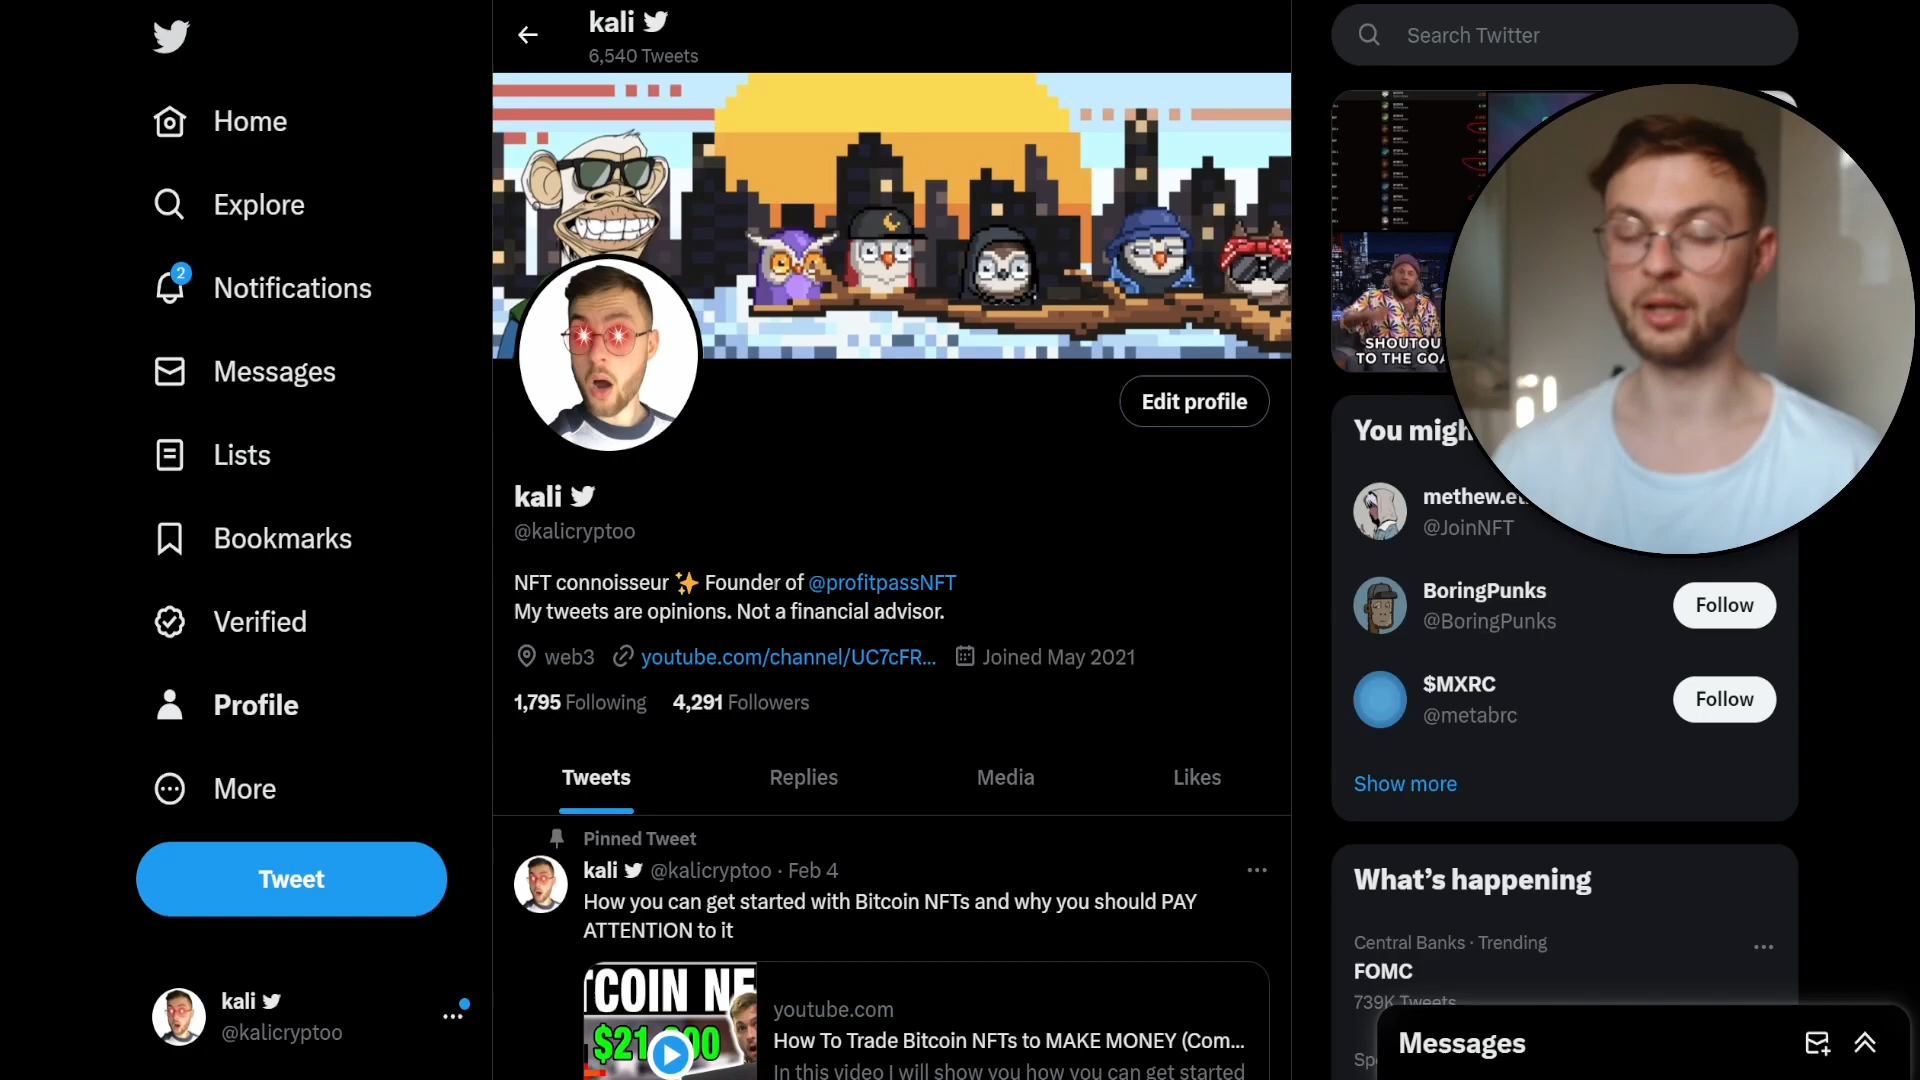 Home
Explore
2
Notifications
Messages
Lists
Bookmarks
Verified
Profile
More
Tweet
kali
@kalicryptoo
kali
6,540 Tweets
Edit profile
kali
@kalicryptoo
NFT connoisseur ✨ Founder of @profitpassNFT
My tweets are opinions. Not a financial advisor.
web3 youtube.com/channel/UC7cFR... Joined May 2021
1,795 Following 4,291 Followers
Tweets Replies Media Likes
Pinned Tweet
kali @kalicryptoo · Feb 4
How you can get started with Bitcoin NFTs and why you should PAY
ATTENTION to it
COIN NF
youtube.com
How To Trade Bitcoin NFTs to MAKE MONEY (Com...
In this video I will show you how you can get started
Search Twitter
SHOUTOU
TO THE GOA
You migh
methew.et
@JoinNFT
BoringPunks
@BoringPunks
Follow
$MXRC
@metabrc
Follow
Show more
What's happening
Central Banks · Trending
FOMC
739K Tweets
Messages